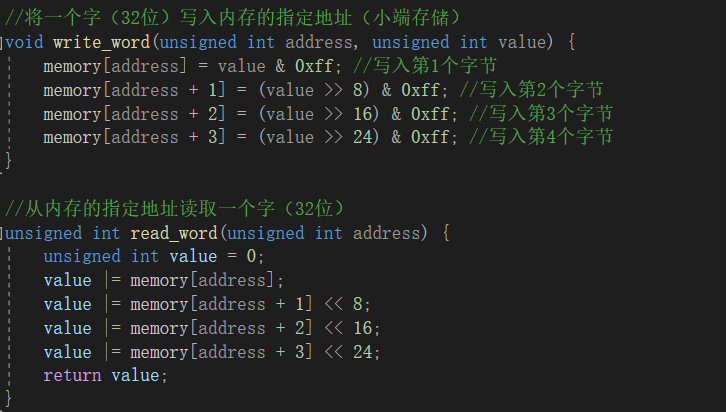 //将一个字（32位）写入内存的指定地址（小端存储）
void write_word(unsigned int address, unsigned int value) {
memory[address] = value & 0xff; //写入第1个字节
memory[address + 1] = (value >> 8) & 0xff; //写入第2个字节
memory[address + 2] = (value >> 16) & 0xff; //写入第3个字节
memory[address + 3] = (value >> 24) & 0xff; //写入第4个字节
}
//从内存的指定地址读取一个字（32位）
unsigned int read_word(unsigned int address) {
unsigned int value = 0;
value |= memory[address];
value |= memory[address + 1] << 8;
value |= memory[address + 2] << 16;
value |= memory[address + 3] << 24;
return value;
}